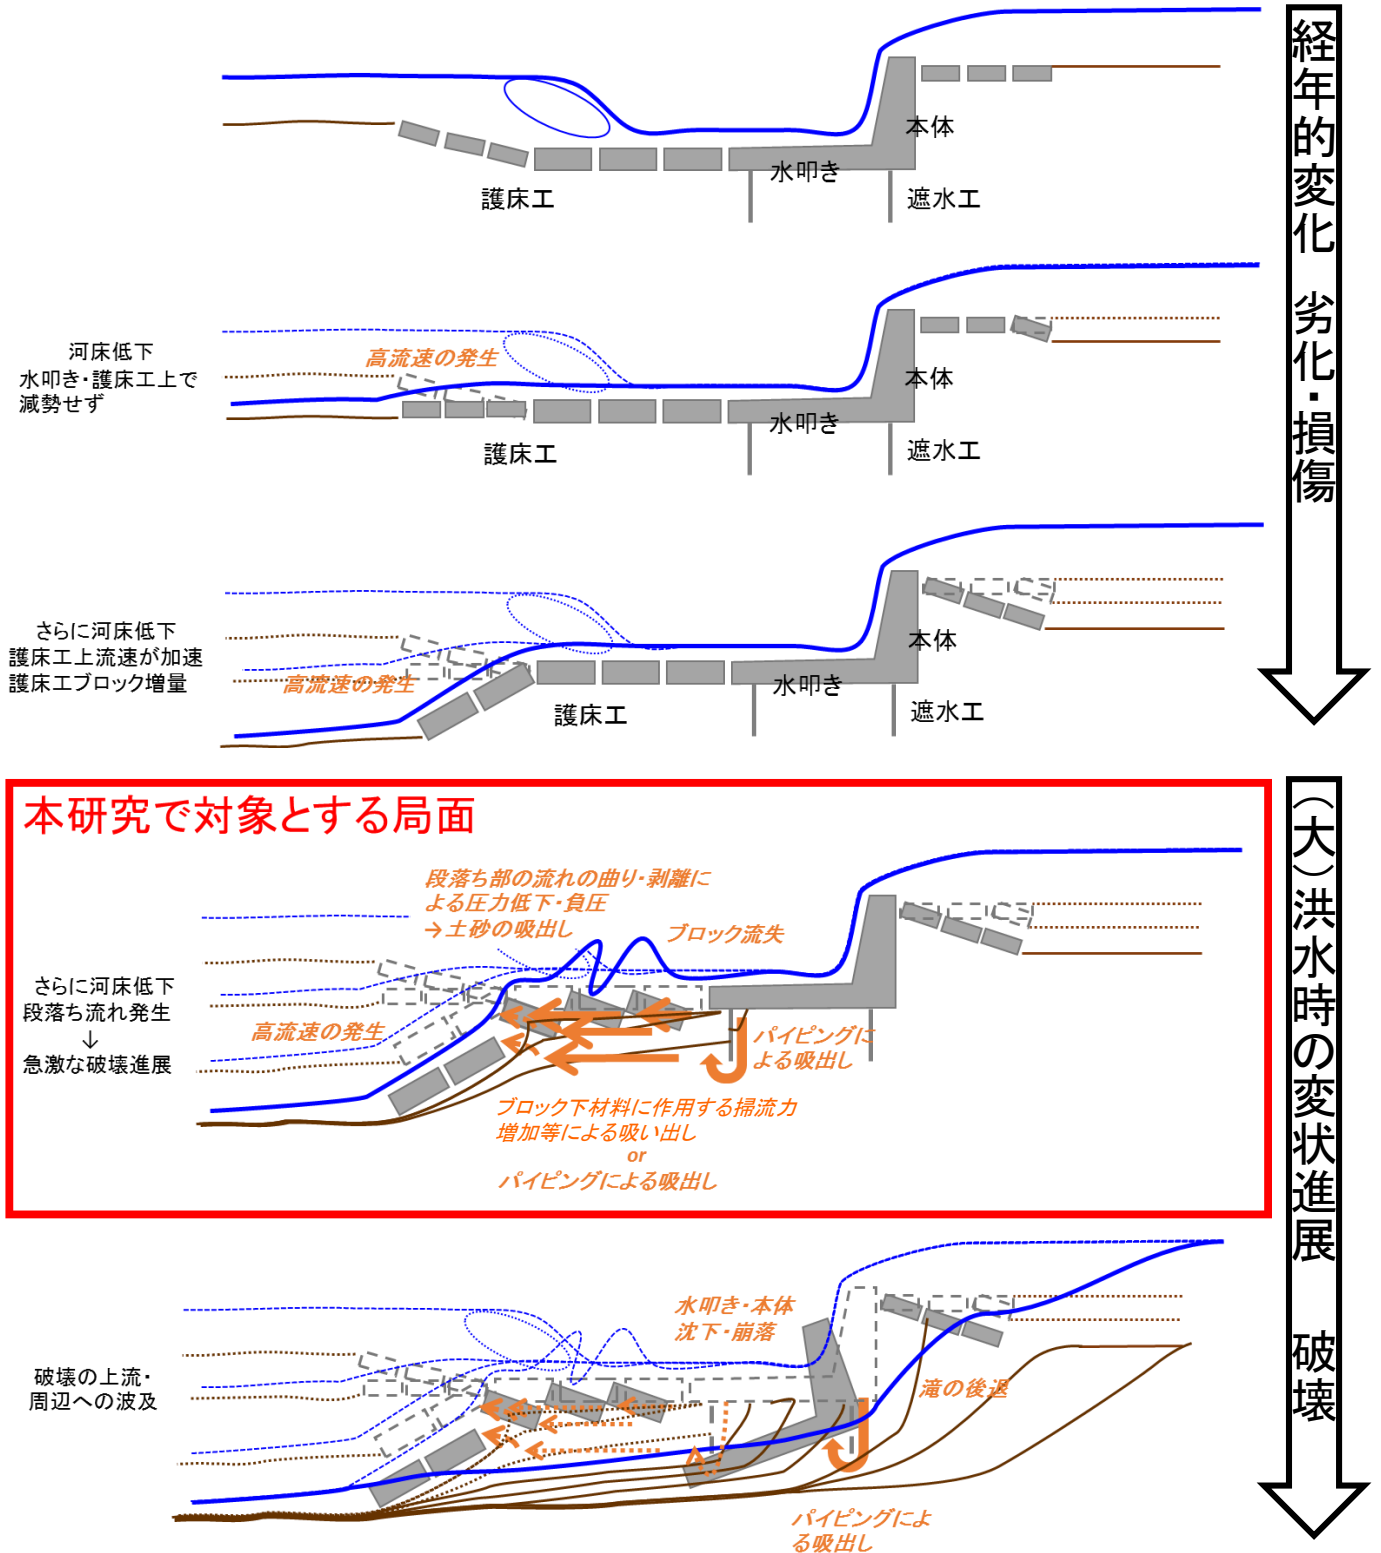 本体
水叩き
護床工
遮水工
河床低下
水叩き・護床工上で
減勢せず
高流速の発生
本体
水叩き
護床工
遮水工
さらに河床低下
護床工上流速が加速
護床工ブロック増量
高流速の発生
本体
水叩き
護床工
遮水工
経年的変化 劣化・損傷
本研究で対象とする局面
段落ち部の流れの曲り・剥離に
よる圧力低下・負圧
→土砂の吸出し
ブロック流失
さらに河床低下
段落ち流れ発生
↓
急激な破壊進展
高流速の発生
パイピングに
よる吸出し
ブロック下材料に作用する掃流力
増加等による吸い出し
or
パイピングによる吸出し
水叩き・本体
沈下・崩落
破壊の上流・
周辺への波及
滝の後退
パイピングによ
る吸出し
（大）洪水時の変状進展 破壊